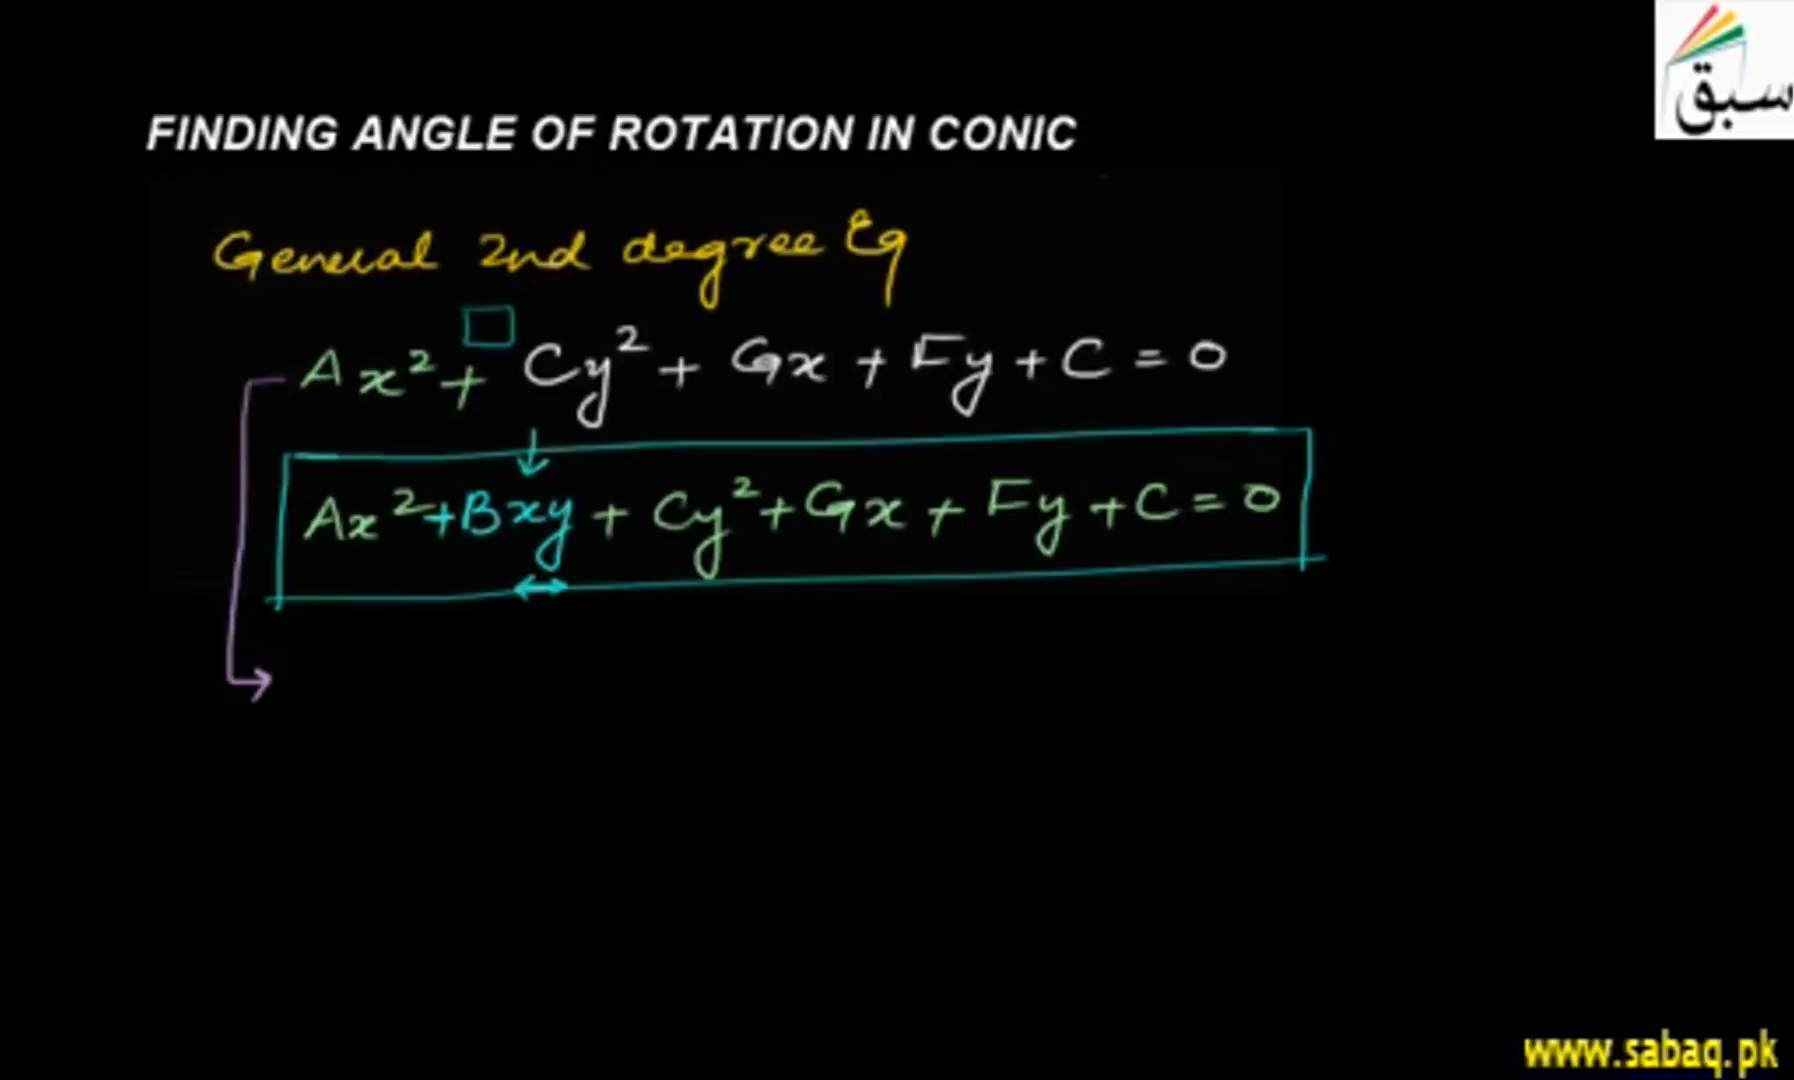 سبق
FINDING ANGLE OF ROTATION IN CONIC
General 2nd degree Eq
Ax² + Cy² + Gx + Fy + C = 0
Ax² + Bxy + Cy² + Gx + Fy + C = 0
www.sabaq.pk